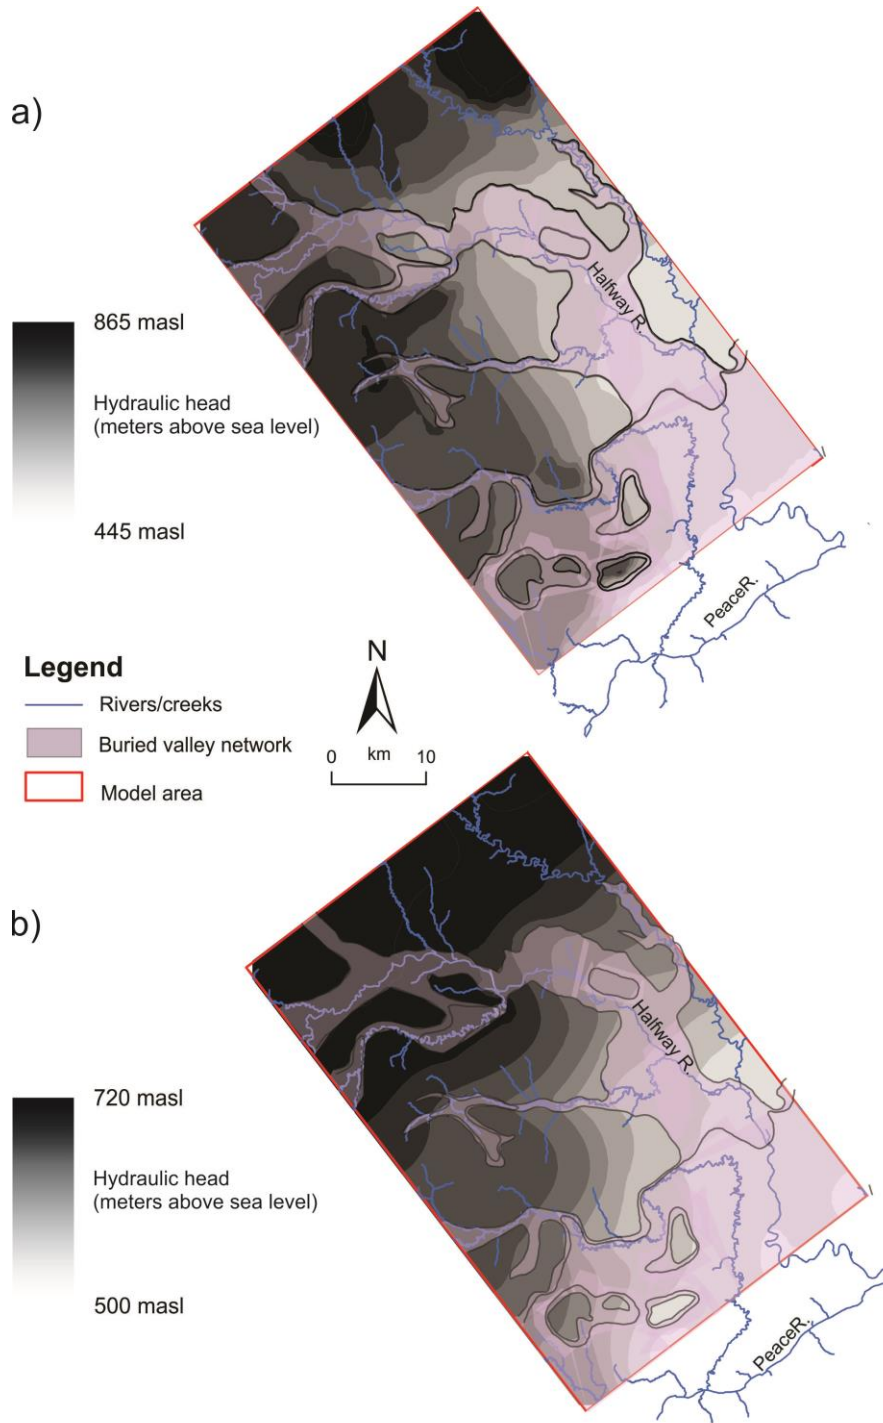 a)
Halfway R.
865 masl
Hydraulic head
(meters above sea level)
445 masl
PeaceR.
Legend
Rivers/creeks
Buried valley network
Model area
N
0 km 10
b)
Halfway R.
720 masl
Hydraulic head
(meters above sea level)
500 masl
PeaceR.